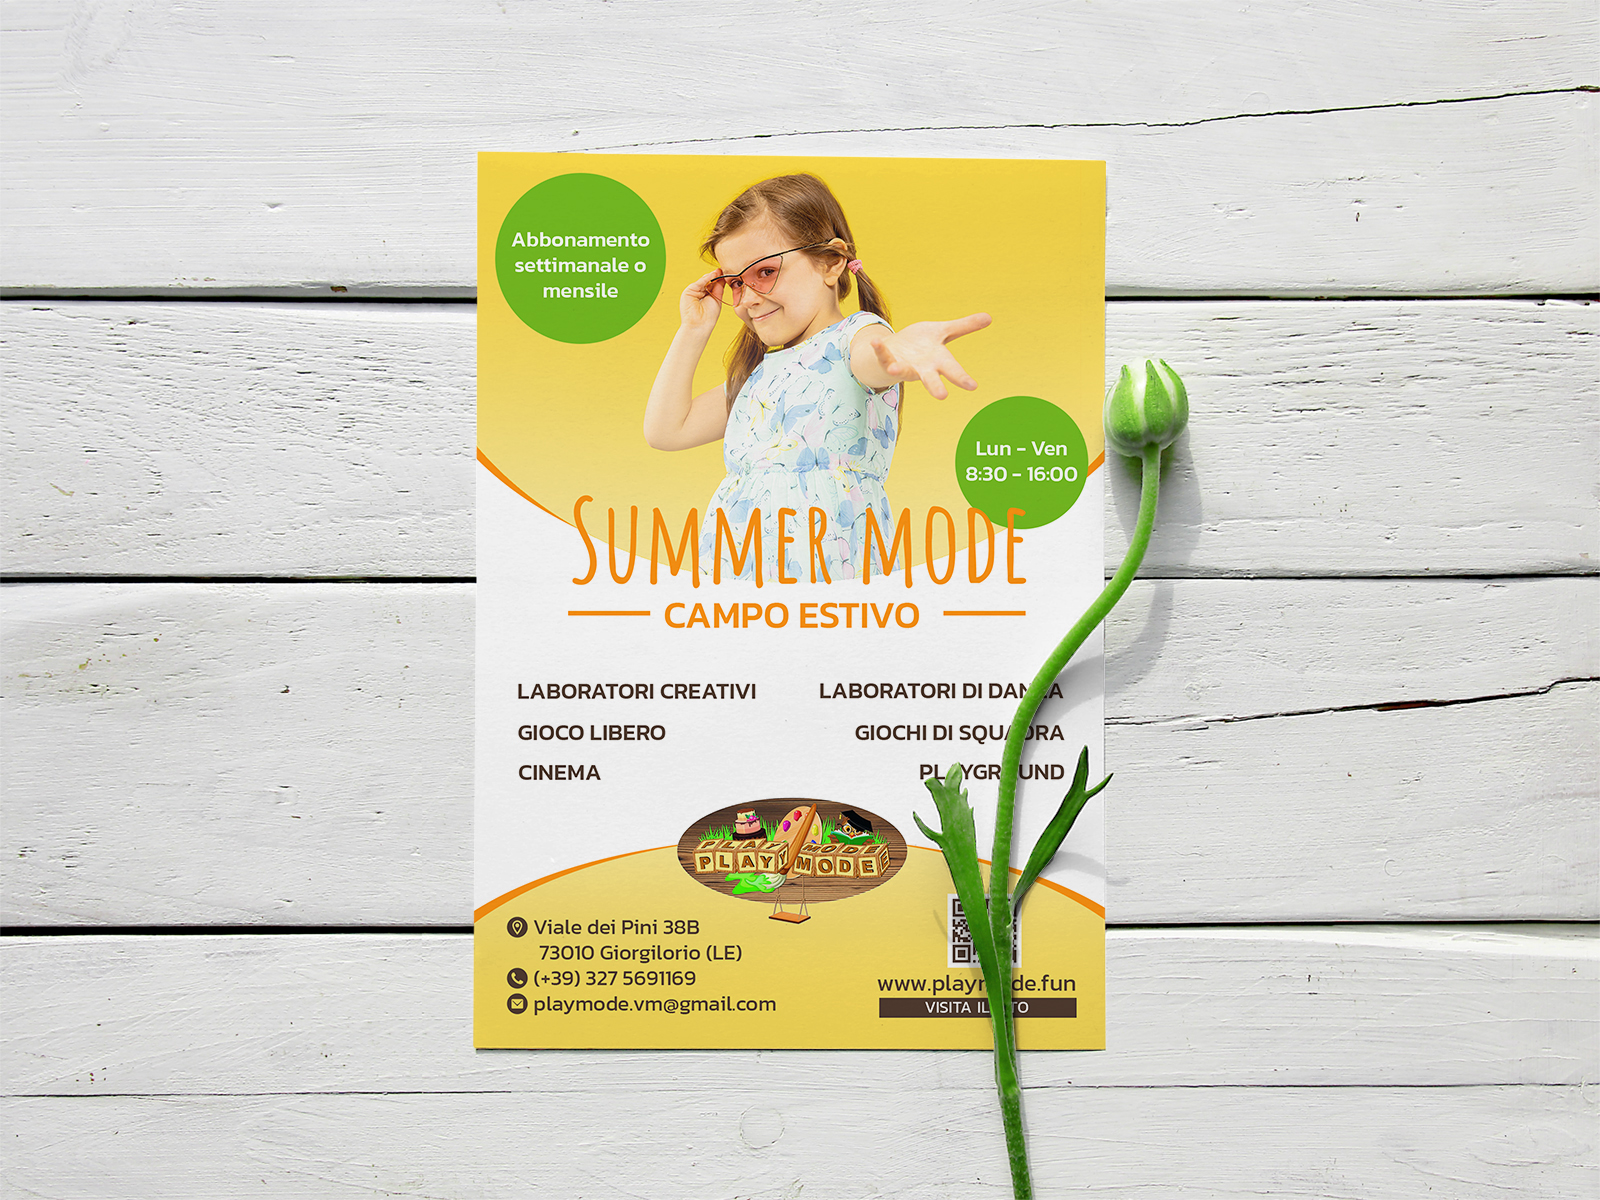 Abbonamento
settimanale o
mensile
Lun - Ven
8:30 - 16:00
SUMMER MODE
CAMPO ESTIVO
LABORATORI CREATIVI
GIOCO LIBERO
CINEMA
LABORATORI DI
GIOCHI DI
PLAY MODE
PLAY MODE
Viale dei Pini 38B
73010 Giorgilorio (LE)
(+39) 327 5691169
playmode.vm@gmail.com
VISITA